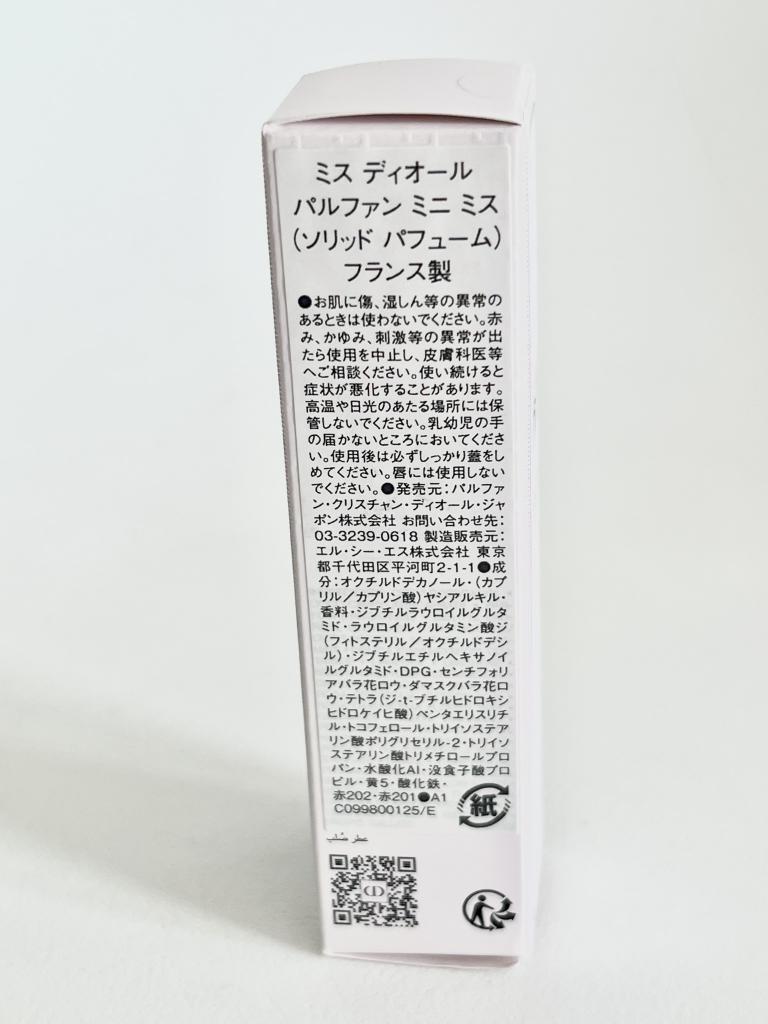 ミス ディオール
パルファン ミニ ミス
(ソリッド パフューム)
フランス製
●お肌に傷、湿しん等の異常の
あるときは使わないでください。赤
み、かゆみ、刺激等の異常が出
たら使用を中止し、皮膚科医等
へご相談ください。使い続けると
症状が悪化することがあります。
高温や日光のあたる場所には保
管しないでください。乳幼児の手
の届かないところにおいてくださ
い。使用後は必ずしっかり蓋をし
めてください。唇には使用しない
でください。●発売元：パルファ
ン・クリスチャン・ディオール・ジャ
ポン株式会社 お問い合わせ先：
03-3239-0618 製造販売元：
エル・シー・エス株式会社 東京
都千代田区平河町2-1-1●成
分：オクチルドデカノール・(カプ
リル／カプリン酸)ヤシアルキル・
香料・ジブチルラウロイルグルタ
ミド・ラウロイルグルタミン酸ジ
(フィトステリル／オクチルドデシ
ル)・ジブチルエチルヘキサノイ
ルグルタミド・DPG・センチフォリ
アバラ花ロウ・ダマスクバラ花ロ
ウ・テトラ(ジ-t-ブチルヒドロキシ
ヒドロケイヒ酸)ペンタエリスリチ
ル・トコフェロール・トリイソステア
リン酸ポリグリセリル-2・トリイソ
ステアリン酸トリメチロールプロ
パン・水酸化Al・没食子酸プロ
ピル・黄5・酸化鉄・
赤202・赤201●A1
C099800125/E
紙
عطر صُلب
CD